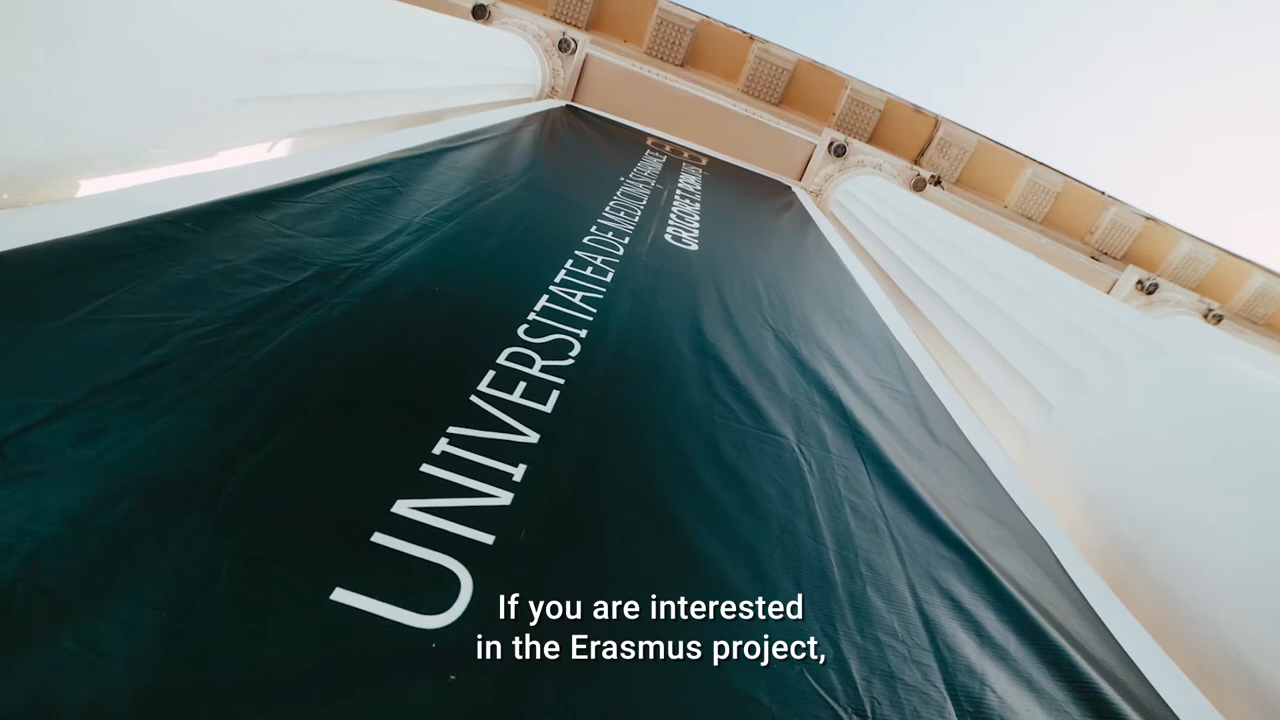 UNIVERSITATEA DE MEDICINĂ ȘI FARMACIE
GRIGORE T. POPA IAȘI
If you are interested
in the Erasmus project,